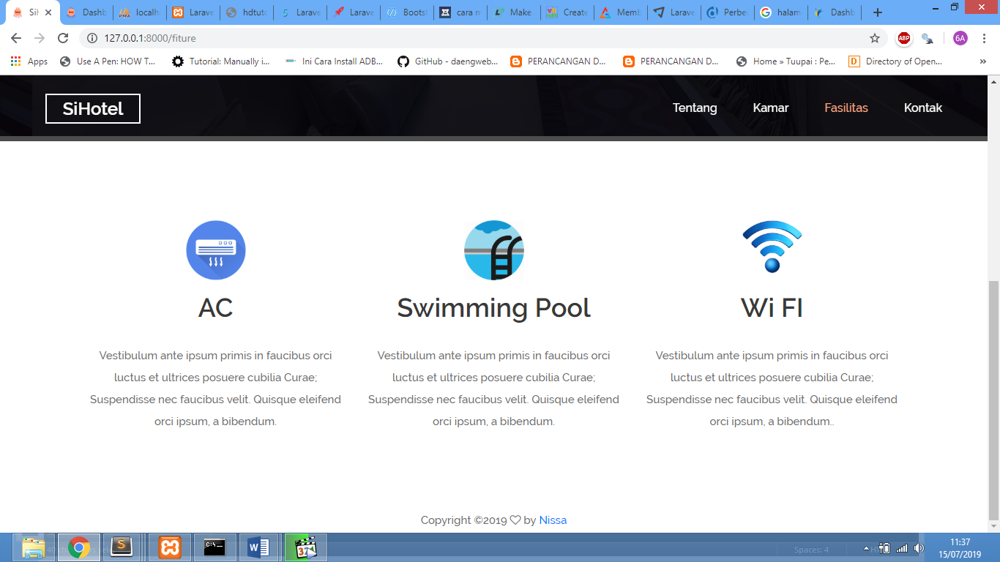 SiH
Dashb
localh
Larave
hdtuto
Larave
Larave
Boots
cara m
Make
Create
Memb
Larave
Perbe
halam
Dashb
127.0.0.1:8000/fiture
ABP
6A
Apps
Use A Pen: HOW T...
Tutorial: Manually i...
Ini Cara Install ADB...
GitHub - daengweb...
PERANCANGAN D...
PERANCANGAN D...
Home » Tuupai : Pe...
Directory of Open...
»
SiHotel
Tentang
Kamar
Fasilitas
Kontak
AC
Swimming Pool
Wi FI
Vestibulum ante ipsum primis in faucibus orci
luctus et ultrices posuere cubilia Curae;
Suspendisse nec faucibus velit. Quisque eleifend
orci ipsum, a bibendum.
Vestibulum ante ipsum primis in faucibus orci
luctus et ultrices posuere cubilia Curae;
Suspendisse nec faucibus velit. Quisque eleifend
orci ipsum, a bibendum.
Vestibulum ante ipsum primis in faucibus orci
luctus et ultrices posuere cubilia Curae;
Suspendisse nec faucibus velit. Quisque eleifend
orci ipsum, a bibendum..
Copyright ©2019 ♡ by Nissa
Spaces: 4
11:37
15/07/2019